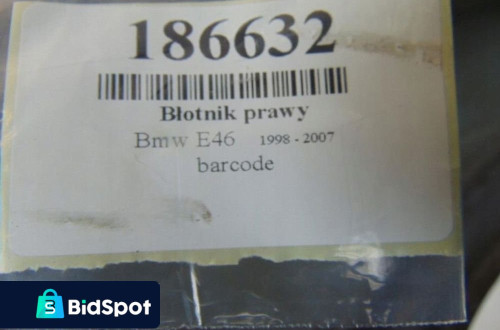 186632
Błotnik prawy
Bmw E46 1998 - 2007
barcode
S
BidSpot